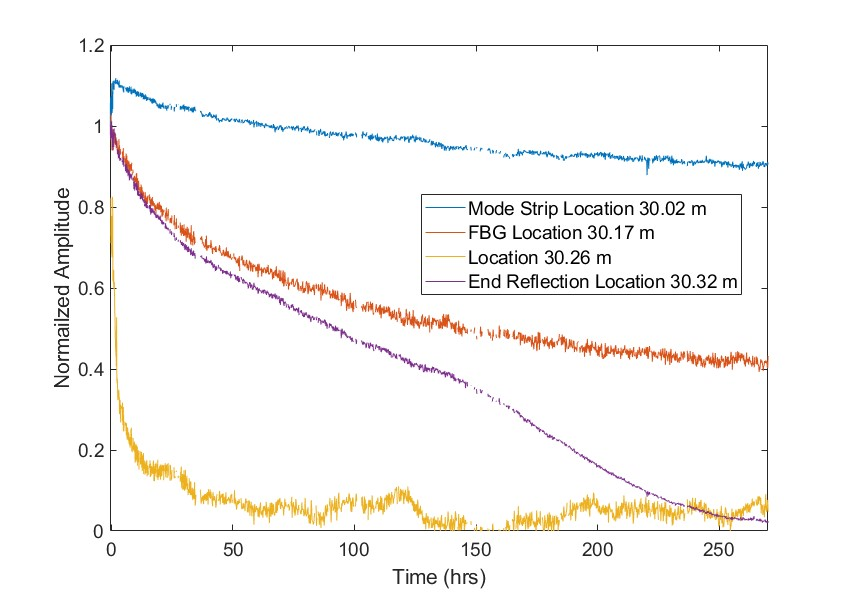 1.2
1
0.8
0.6
0.4
0.2
0
Normailzed Amplitude
Mode Strip Location 30.02 m
FBG Location 30.17 m
Location 30.26 m
End Reflection Location 30.32 m
0 50 100 150 200 250
Time (hrs)